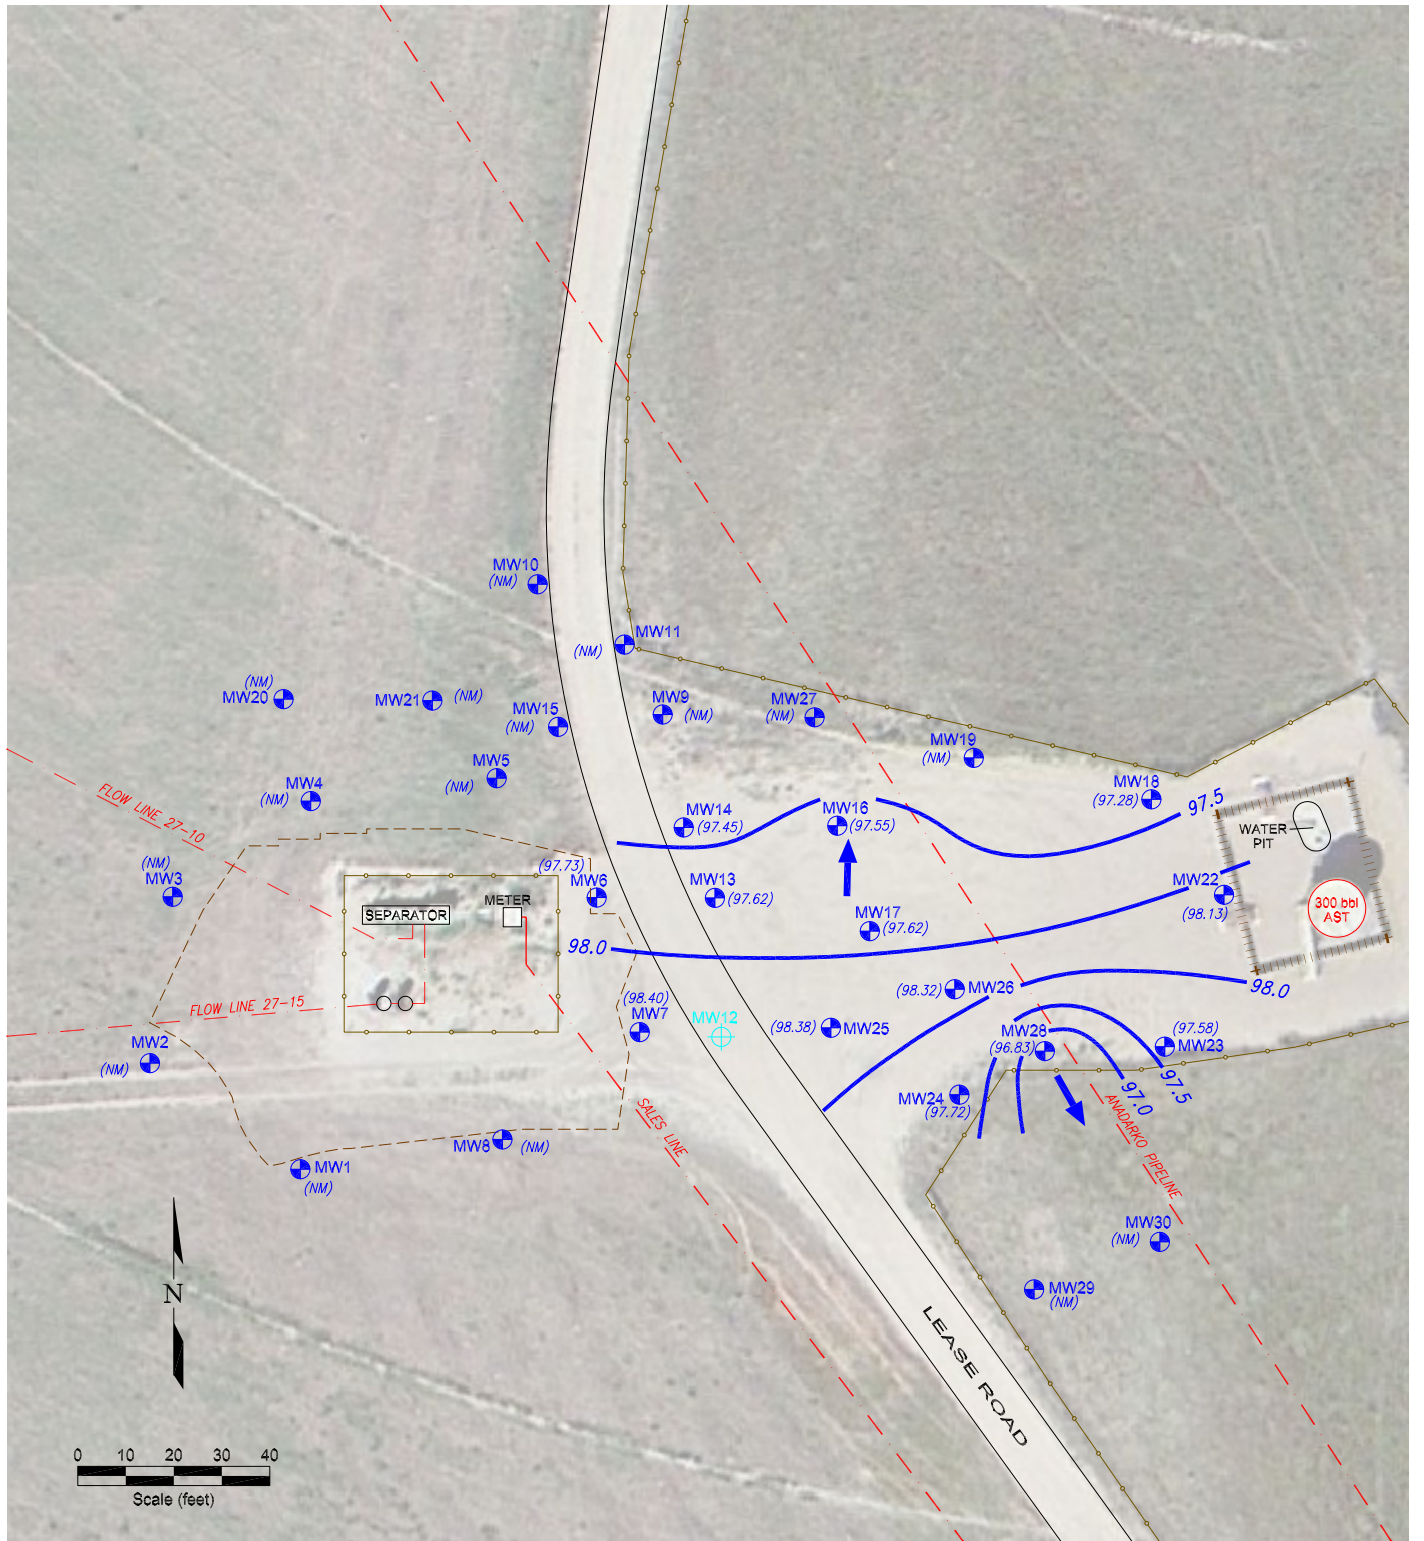 MW10
(NM)
MW11
(NM)
(NM)
MW20
MW21
(NM)
MW15
(NM)
MW9
(NM)
MW27
(NM)
MW19
(NM)
MW5
(NM)
MW4
(NM)
FLOW LINE 27-10
MW14
(97.45)
MW16
(97.55)
MW18
(97.28)
97.5
WATER
PIT
(NM)
MW3
(97.73)
MW6
METER
SEPARATOR
MW13
(97.62)
MW17
(97.62)
MW22
(98.13)
300 bbl
AST
98.0
98.0
FLOW LINE 27-15
(98.40)
MW7
MW12
(98.38)
MW25
(98.32)
MW26
MW28
(96.83)
(97.58)
MW23
MW2
(NM)
MW24
(97.72)
97.0
97.5
ANADARKO PIPELINE
SALES LINE
MW8
(NM)
MW1
(NM)
MW30
(NM)
MW29
(NM)
N
LEASE ROAD
0 10 20 30 40
Scale (feet)